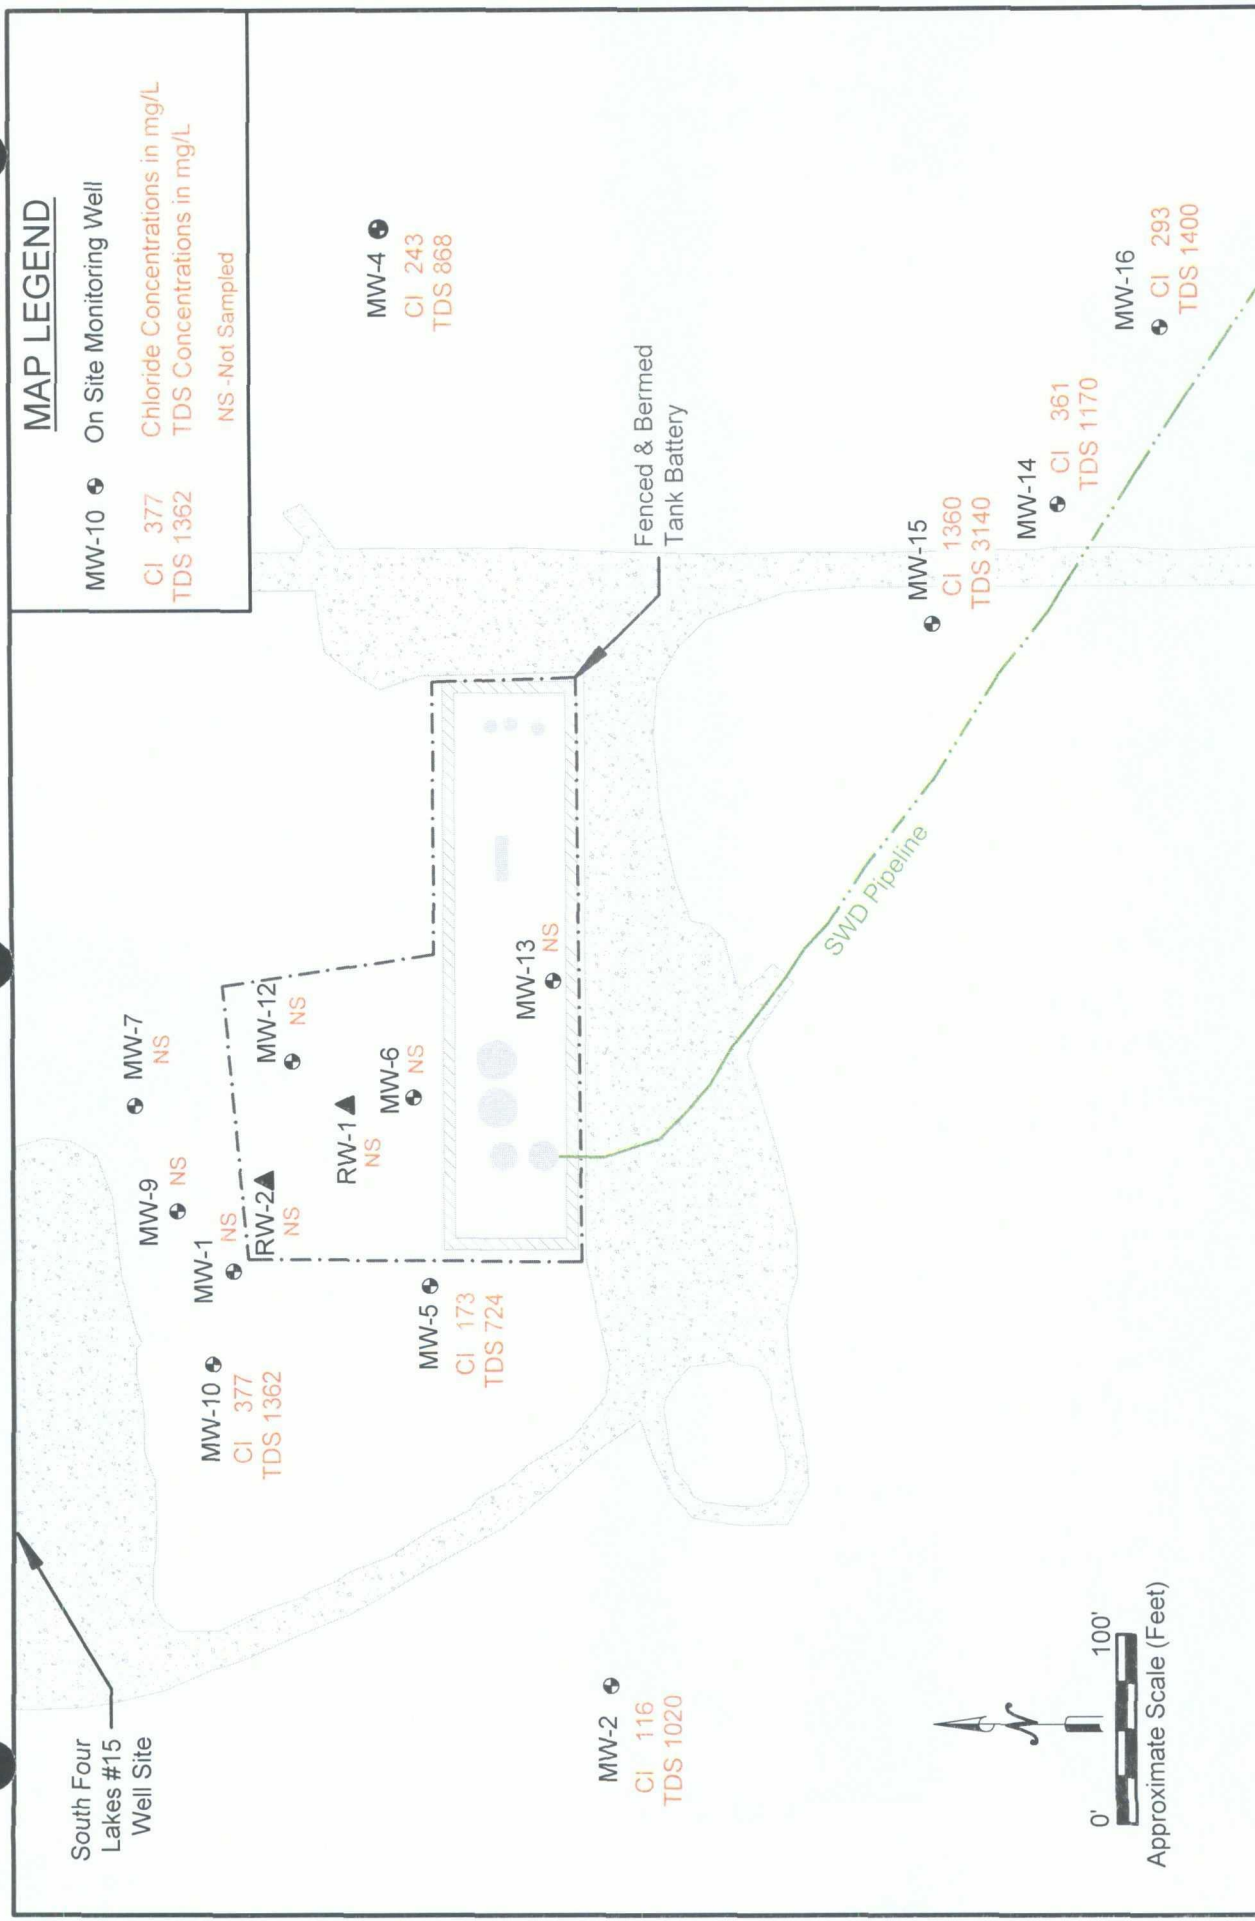 MAP LEGEND
MW-10 On Site Monitoring Well
Cl 377 Chloride Concentrations in mg/L
TDS 1362 TDS Concentrations in mg/L
NS -Not Sampled
South Four
Lakes #15
Well Site
MW-7
NS
MW-9
NS
MW-1
NS
MW-10
Cl 377
TDS 1362
RW-2
NS
MW-12
NS
RW-1
NS
MW-6
NS
MW-4
Cl 243
TDS 868
MW-5
Cl 173
TDS 724
MW-13
NS
Fenced & Bermed
Tank Battery
MW-2
Cl 116
TDS 1020
SWD Pipeline
MW-15
Cl 1360
TDS 3140
MW-14
Cl 361
TDS 1170
MW-16
Cl 293
TDS 1400
N
0' 100'
Approximate Scale (Feet)